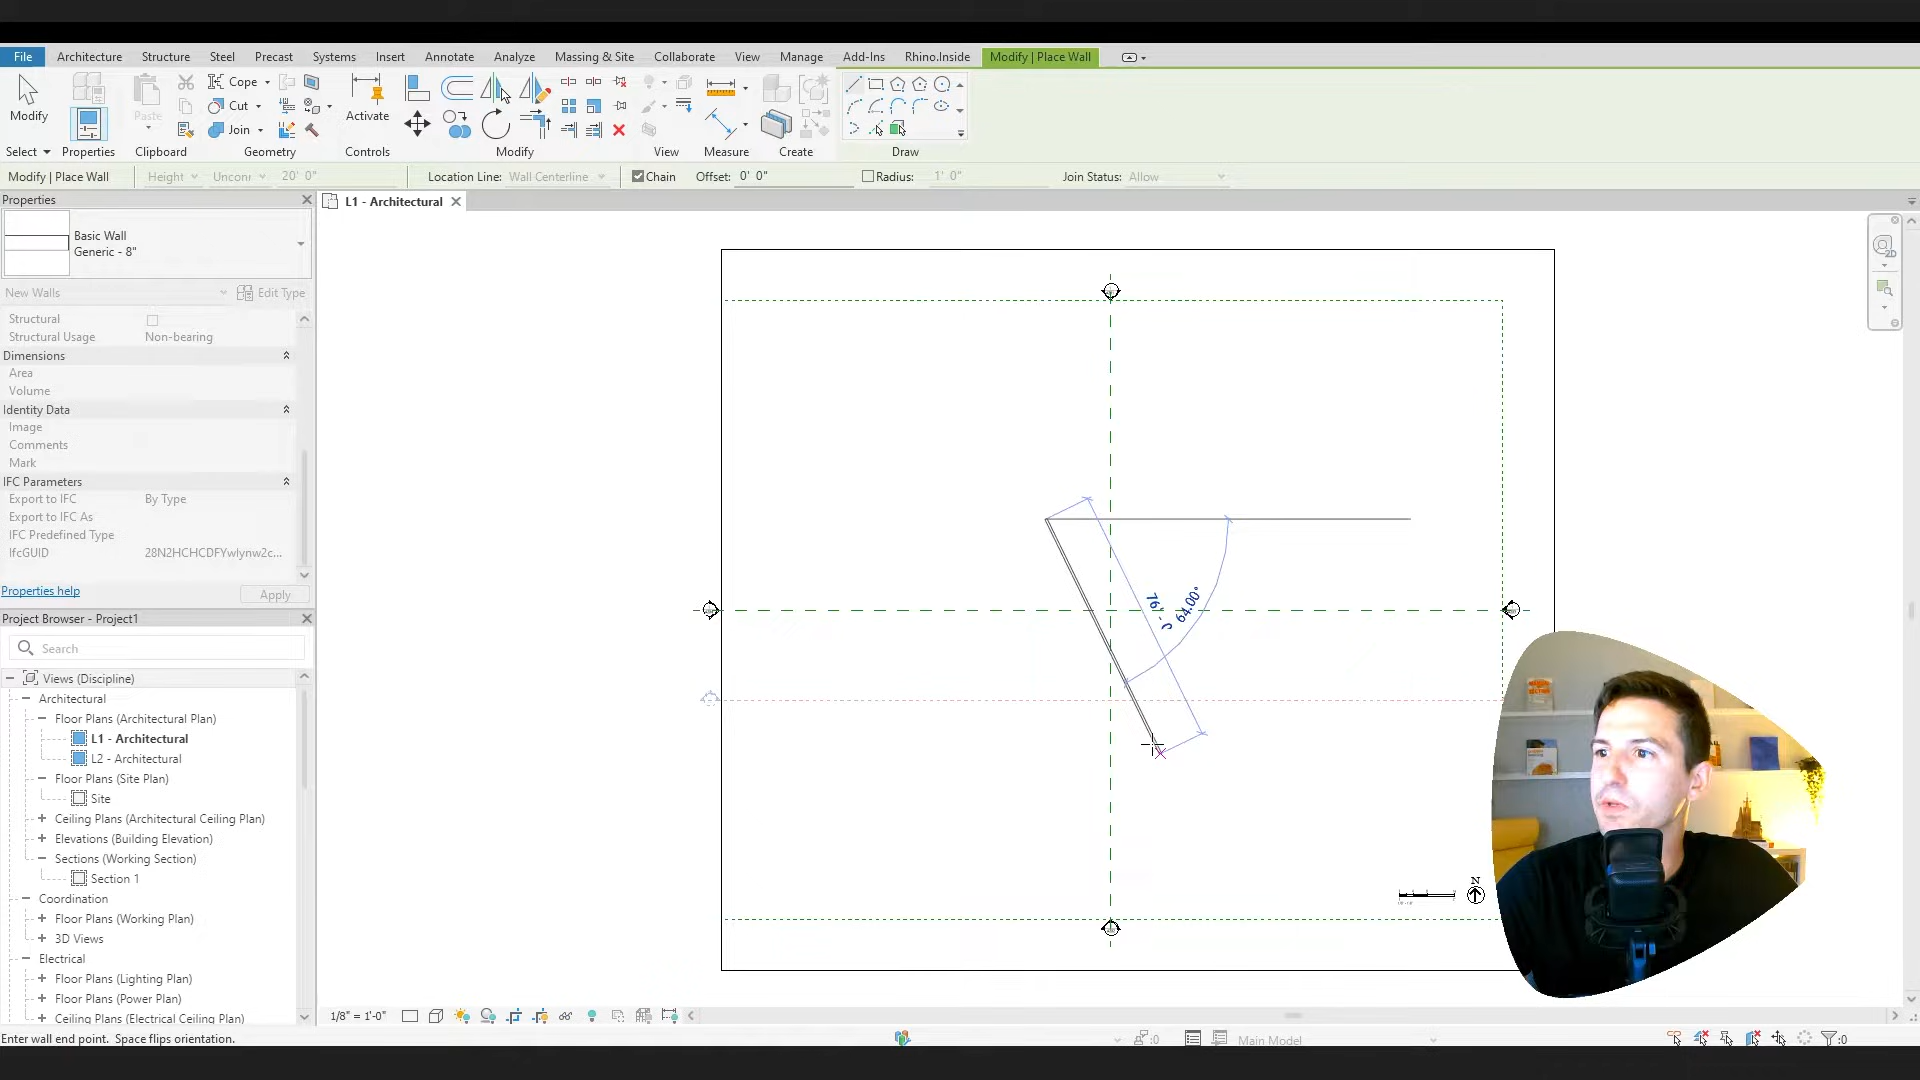 File Architecture Structure Steel Precast Systems Insert Annotate Analyze Massing & Site Collaborate View Manage Add-Ins Rhino.Inside Modify | Place Wall
Modify
Paste
Cope
Cut
Join
Activate
Select Properties Clipboard Geometry Controls Modify View Measure Create Draw
Modify | Place Wall Height Unconr 20' 0" Location Line: Wall Centerline Chain Offset: 0' 0" Radius: 1' 0" Join Status: Allow
Properties
L1 - Architectural
Basic Wall
Generic - 8"
New Walls Edit Type
Structural
Structural Usage Non-bearing
Dimensions
Area
Volume
Identity Data
Image
Comments
Mark
IFC Parameters
Export to IFC By Type
Export to IFC As
IFC Predefined Type
IfcGUID 28N2HCHCDFYwlynw2c...
Properties help Apply
76' - 0
64.00°
Project Browser - Project1
Search
Views (Discipline)
Architectural
Floor Plans (Architectural Plan)
L1 - Architectural
L2 - Architectural
Floor Plans (Site Plan)
Site
Ceiling Plans (Architectural Ceiling Plan)
Elevations (Building Elevation)
Sections (Working Section)
Section 1
Coordination
Floor Plans (Working Plan)
3D Views
Electrical
Floor Plans (Lighting Plan)
Floor Plans (Power Plan)
Ceiling Plans (Electrical Ceiling Plan)
N
2D
1/8" = 1'-0"
Enter wall end point. Space flips orientation.
:0
Main Model
:0